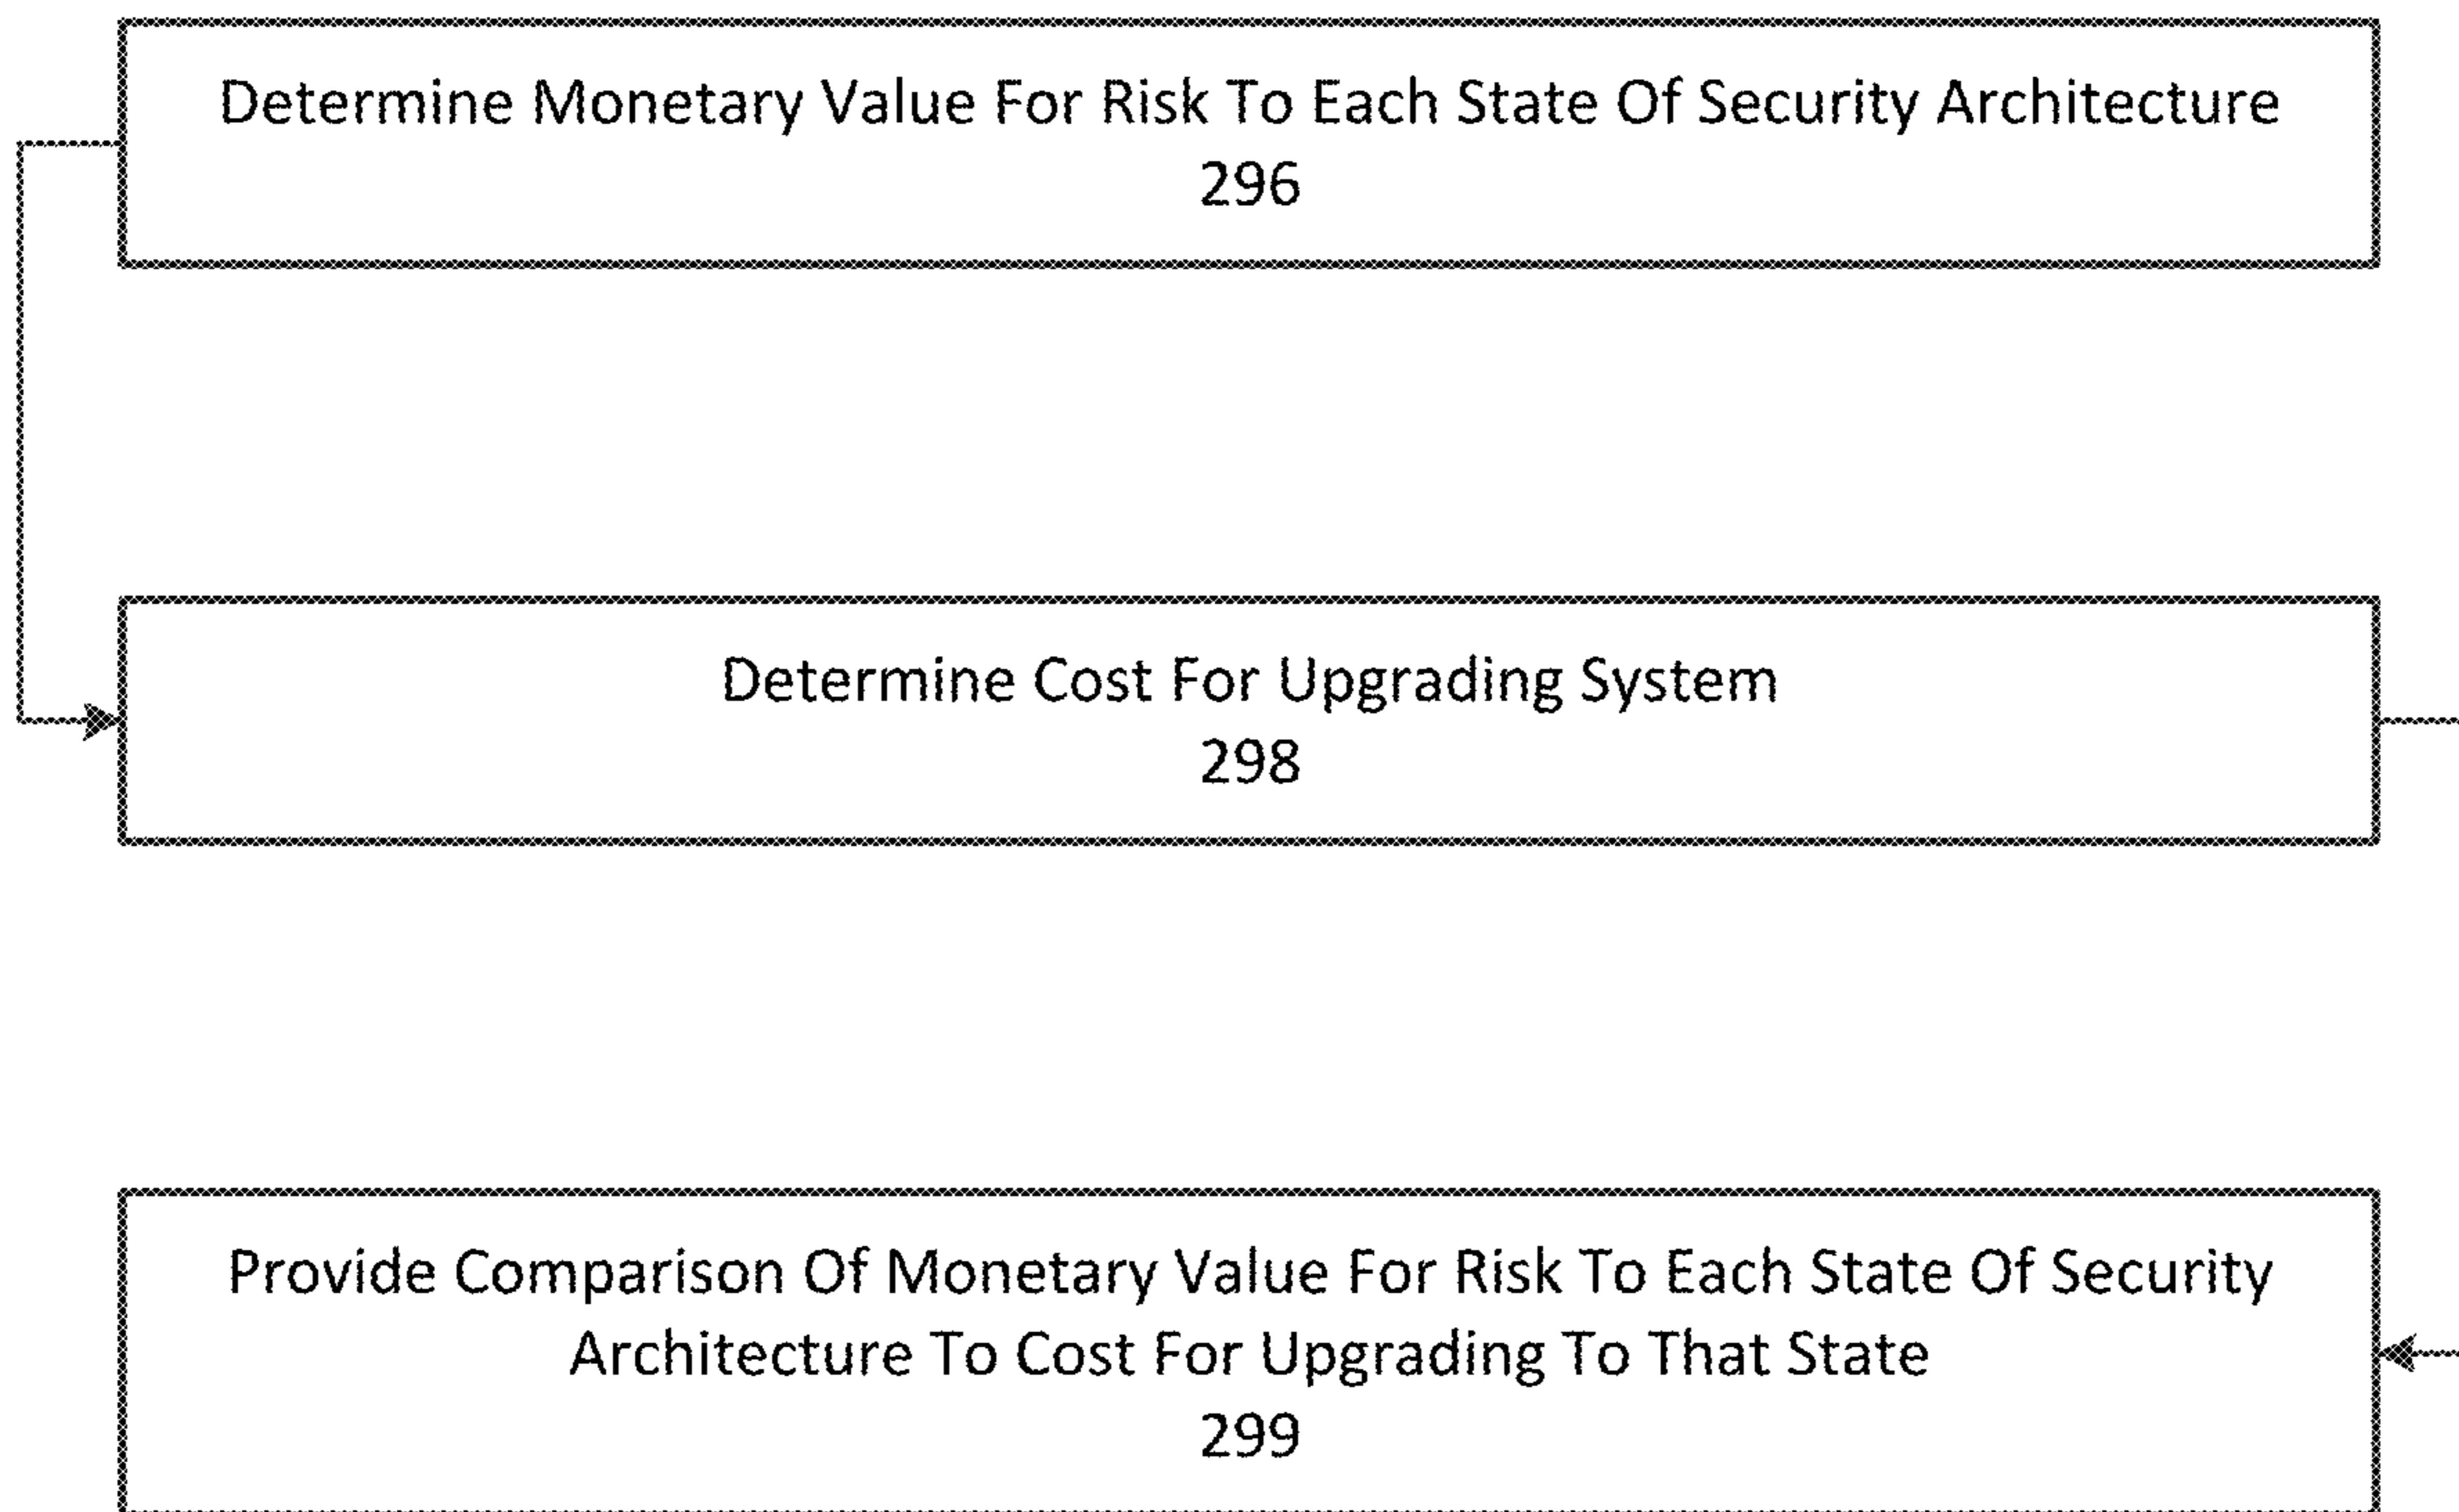 Determine Monetary Value For Risk To Each State Of Security Architecture
296
Determine Cost For Upgrading System
298
Provide Comparison Of Monetary Value For Risk To Each State Of Security
Architecture To Cost For Upgrading To That State
299